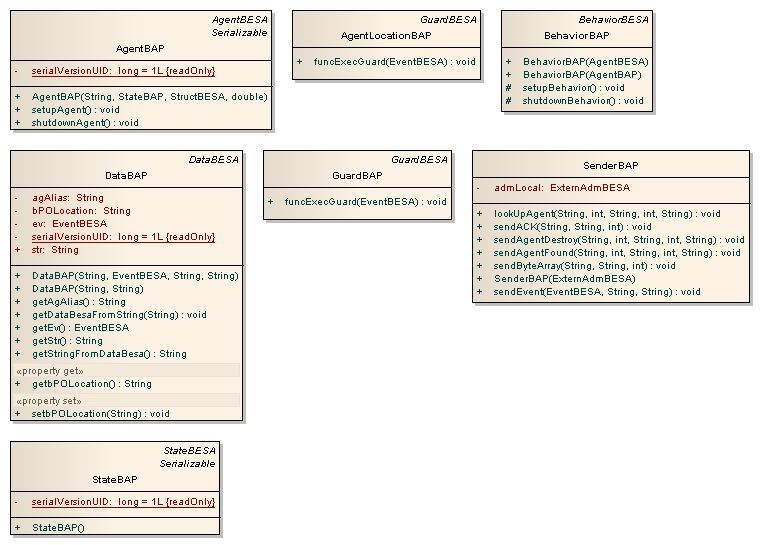 AgentBESA
Serializable
AgentBAP
- serialVersionUID: long = 1L {readOnly}
+ AgentBAP(String, StateBAP, StructBESA, double)
+ setupAgent() : void
+ shutdownAgent() : void
GuardBESA
AgentLocationBAP
+ funcExecGuard(EventBESA) : void
BehaviorBESA
BehaviorBAP
+ BehaviorBAP(AgentBESA)
+ BehaviorBAP(AgentBAP)
# setupBehavior() : void
# shutdownBehavior() : void
DataBESA
DataBAP
- agAlias: String
- bPOLocation: String
- ev: EventBESA
- serialVersionUID: long = 1L {readOnly}
+ str: String
+ DataBAP(String, EventBESA, String, String)
+ DataBAP(String, String)
+ getAgAlias() : String
+ getDataBesaFromString(String) : void
+ getEv() : EventBESA
+ getStr() : String
+ getStringFromDataBesa() : String
«property get»
+ getbPOLocation() : String
«property set»
+ setbPOLocation(String) : void
GuardBESA
GuardBAP
+ funcExecGuard(EventBESA) : void
SenderBAP
- admLocal: ExternAdmBESA
+ lookUpAgent(String, int, String, int, String) : void
+ sendACK(String, String, int) : void
+ sendAgentDestroy(String, int, String, int, String) : void
+ sendAgentFound(String, int, String, int, String) : void
+ sendByteArray(String, String, int) : void
+ SenderBAP(ExternAdmBESA)
+ sendEvent(EventBESA, String, String) : void
StateBESA
Serializable
StateBAP
- serialVersionUID: long = 1L {readOnly}
+ StateBAP()